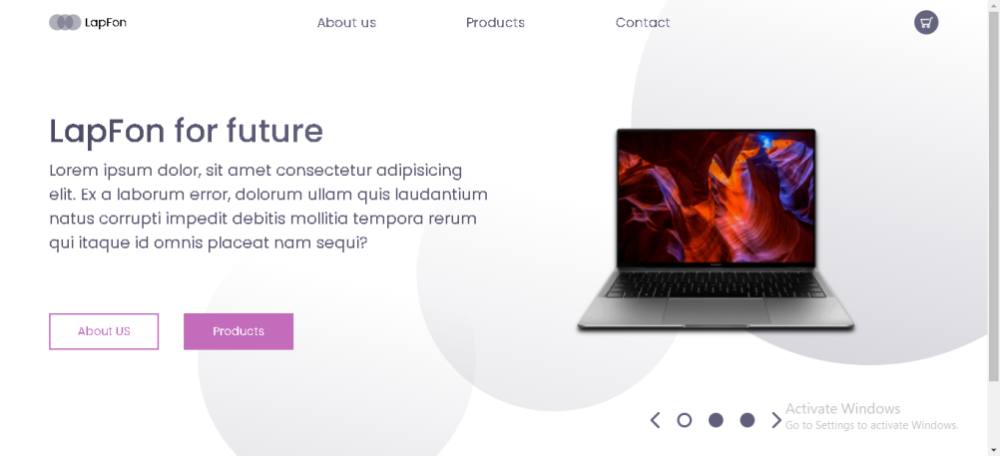 LapFon
About us
Products
Contact
LapFon for future
Lorem ipsum dolor, sit amet consectetur adipisicing
elit. Ex a laborum error, dolorum ullam quis laudantium
natus corrupti impedit debitis mollitia tempora rerum
qui itaque id omnis placeat nam sequi?
About US
Products
Activate Windows
Go to Settings to activate Windows.